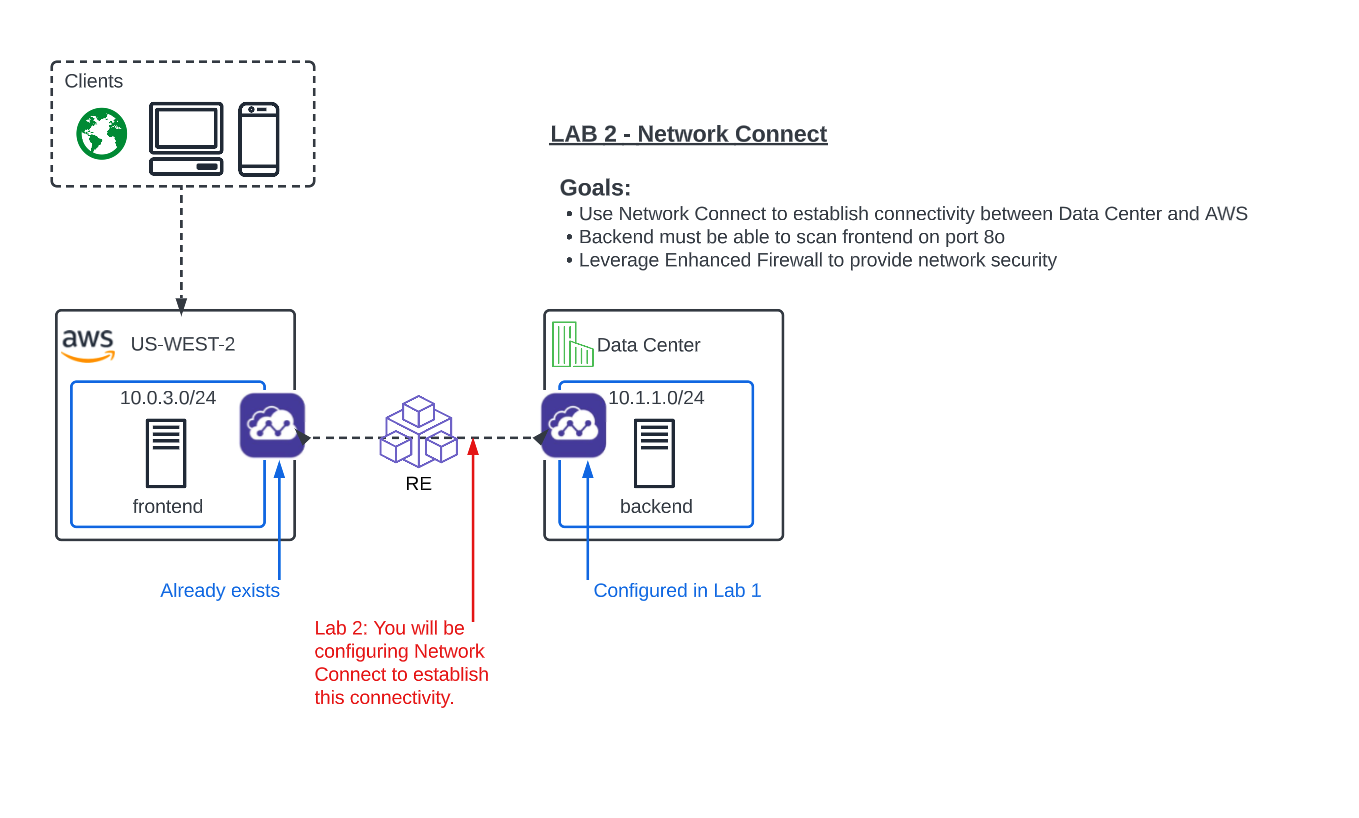 Clients
LAB 2 - Network Connect
Goals:
• Use Network Connect to establish connectivity between Data Center and AWS
• Backend must be able to scan frontend on port 8o
• Leverage Enhanced Firewall to provide network security
aws
US-WEST-2
Data Center
10.0.3.0/24
10.1.1.0/24
RE
frontend
backend
Already exists
Configured in Lab 1
Lab 2: You will be
configuring Network
Connect to establish
this connectivity.